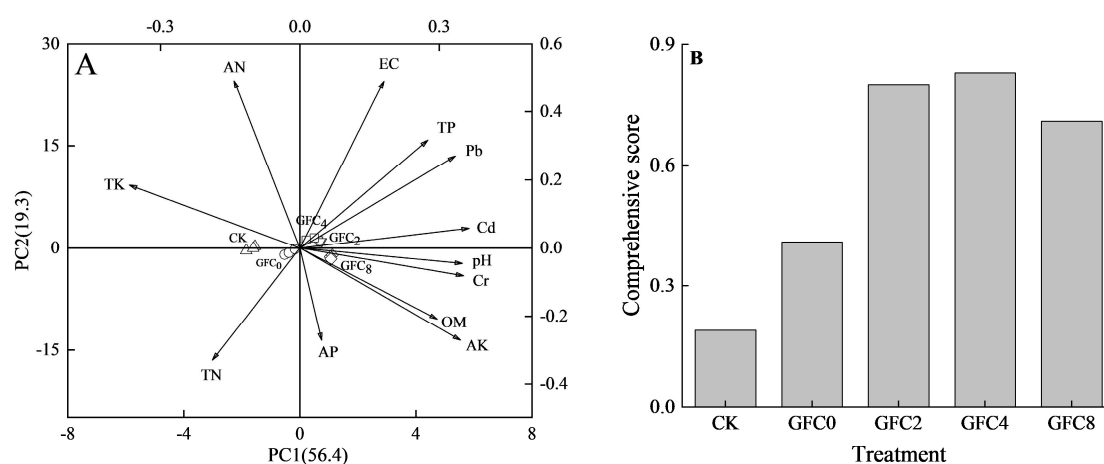 -0.3 0.0 0.3
30 15 0 -15
0.6 0.4 0.2 0.0 -0.2 -0.4
-8 -4 0 4 8
PC2(19.3)
PC1(56.4)
A
AN
EC
TP
Pb
TK
Cd
GFC4
CK
GFC2
GFC0
GFC8
pH
Cr
OM
AK
AP
TN
B
0.9
0.6
0.3
0.0
Comprehensive score
CK GFC0 GFC2 GFC4 GFC8
Treatment